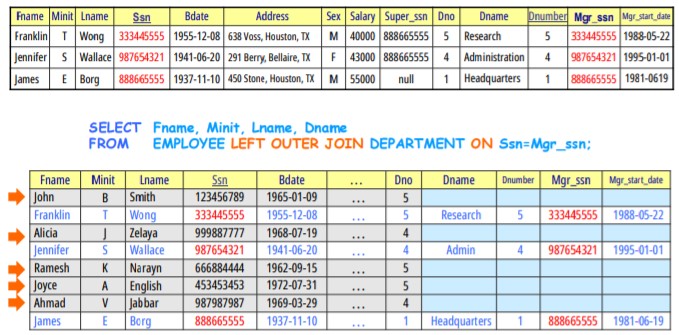 Fname Minit Lname Ssn Bdate Address Sex Salary Super_ssn Dno Dname Dnumber Mgr_ssn Mgr_start_date
Franklin T Wong 333445555 1955-12-08 638 Voss, Houston, TX M 40000 888665555 5 Research 5 333445555 1988-05-22
Jennifer S Wallace 987654321 1941-06-20 291 Berry, Bellaire, TX F 43000 888665555 4 Administration 4 987654321 1995-01-01
James E Borg 888665555 1937-11-10 450 Stone, Houston, TX M 55000 null 1 Headquarters 1 888665555 1981-0619
SELECT Fname, Minit, Lname, Dname
FROM EMPLOYEE LEFT OUTER JOIN DEPARTMENT ON Ssn=Mgr_ssn;
Fname Minit Lname Ssn Bdate ... Dno Dname Dnumber Mgr_ssn Mgr_start_date
John B Smith 123456789 1965-01-09 ... 5
Franklin T Wong 333445555 1955-12-08 ... 5 Research 5 333445555 1988-05-22
Alicia J Zelaya 999887777 1968-07-19 ... 4
Jennifer S Wallace 987654321 1941-06-20 ... 4 Admin 4 987654321 1995-01-01
Ramesh K Narayn 666884444 1962-09-15 ... 5
Joyce A English 453453453 1972-07-31 ... 5
Ahmad V Jabbar 987987987 1969-03-29 ... 4
James E Borg 888665555 1937-11-10 ... 1 Headquarters 1 888665555 1981-06-19